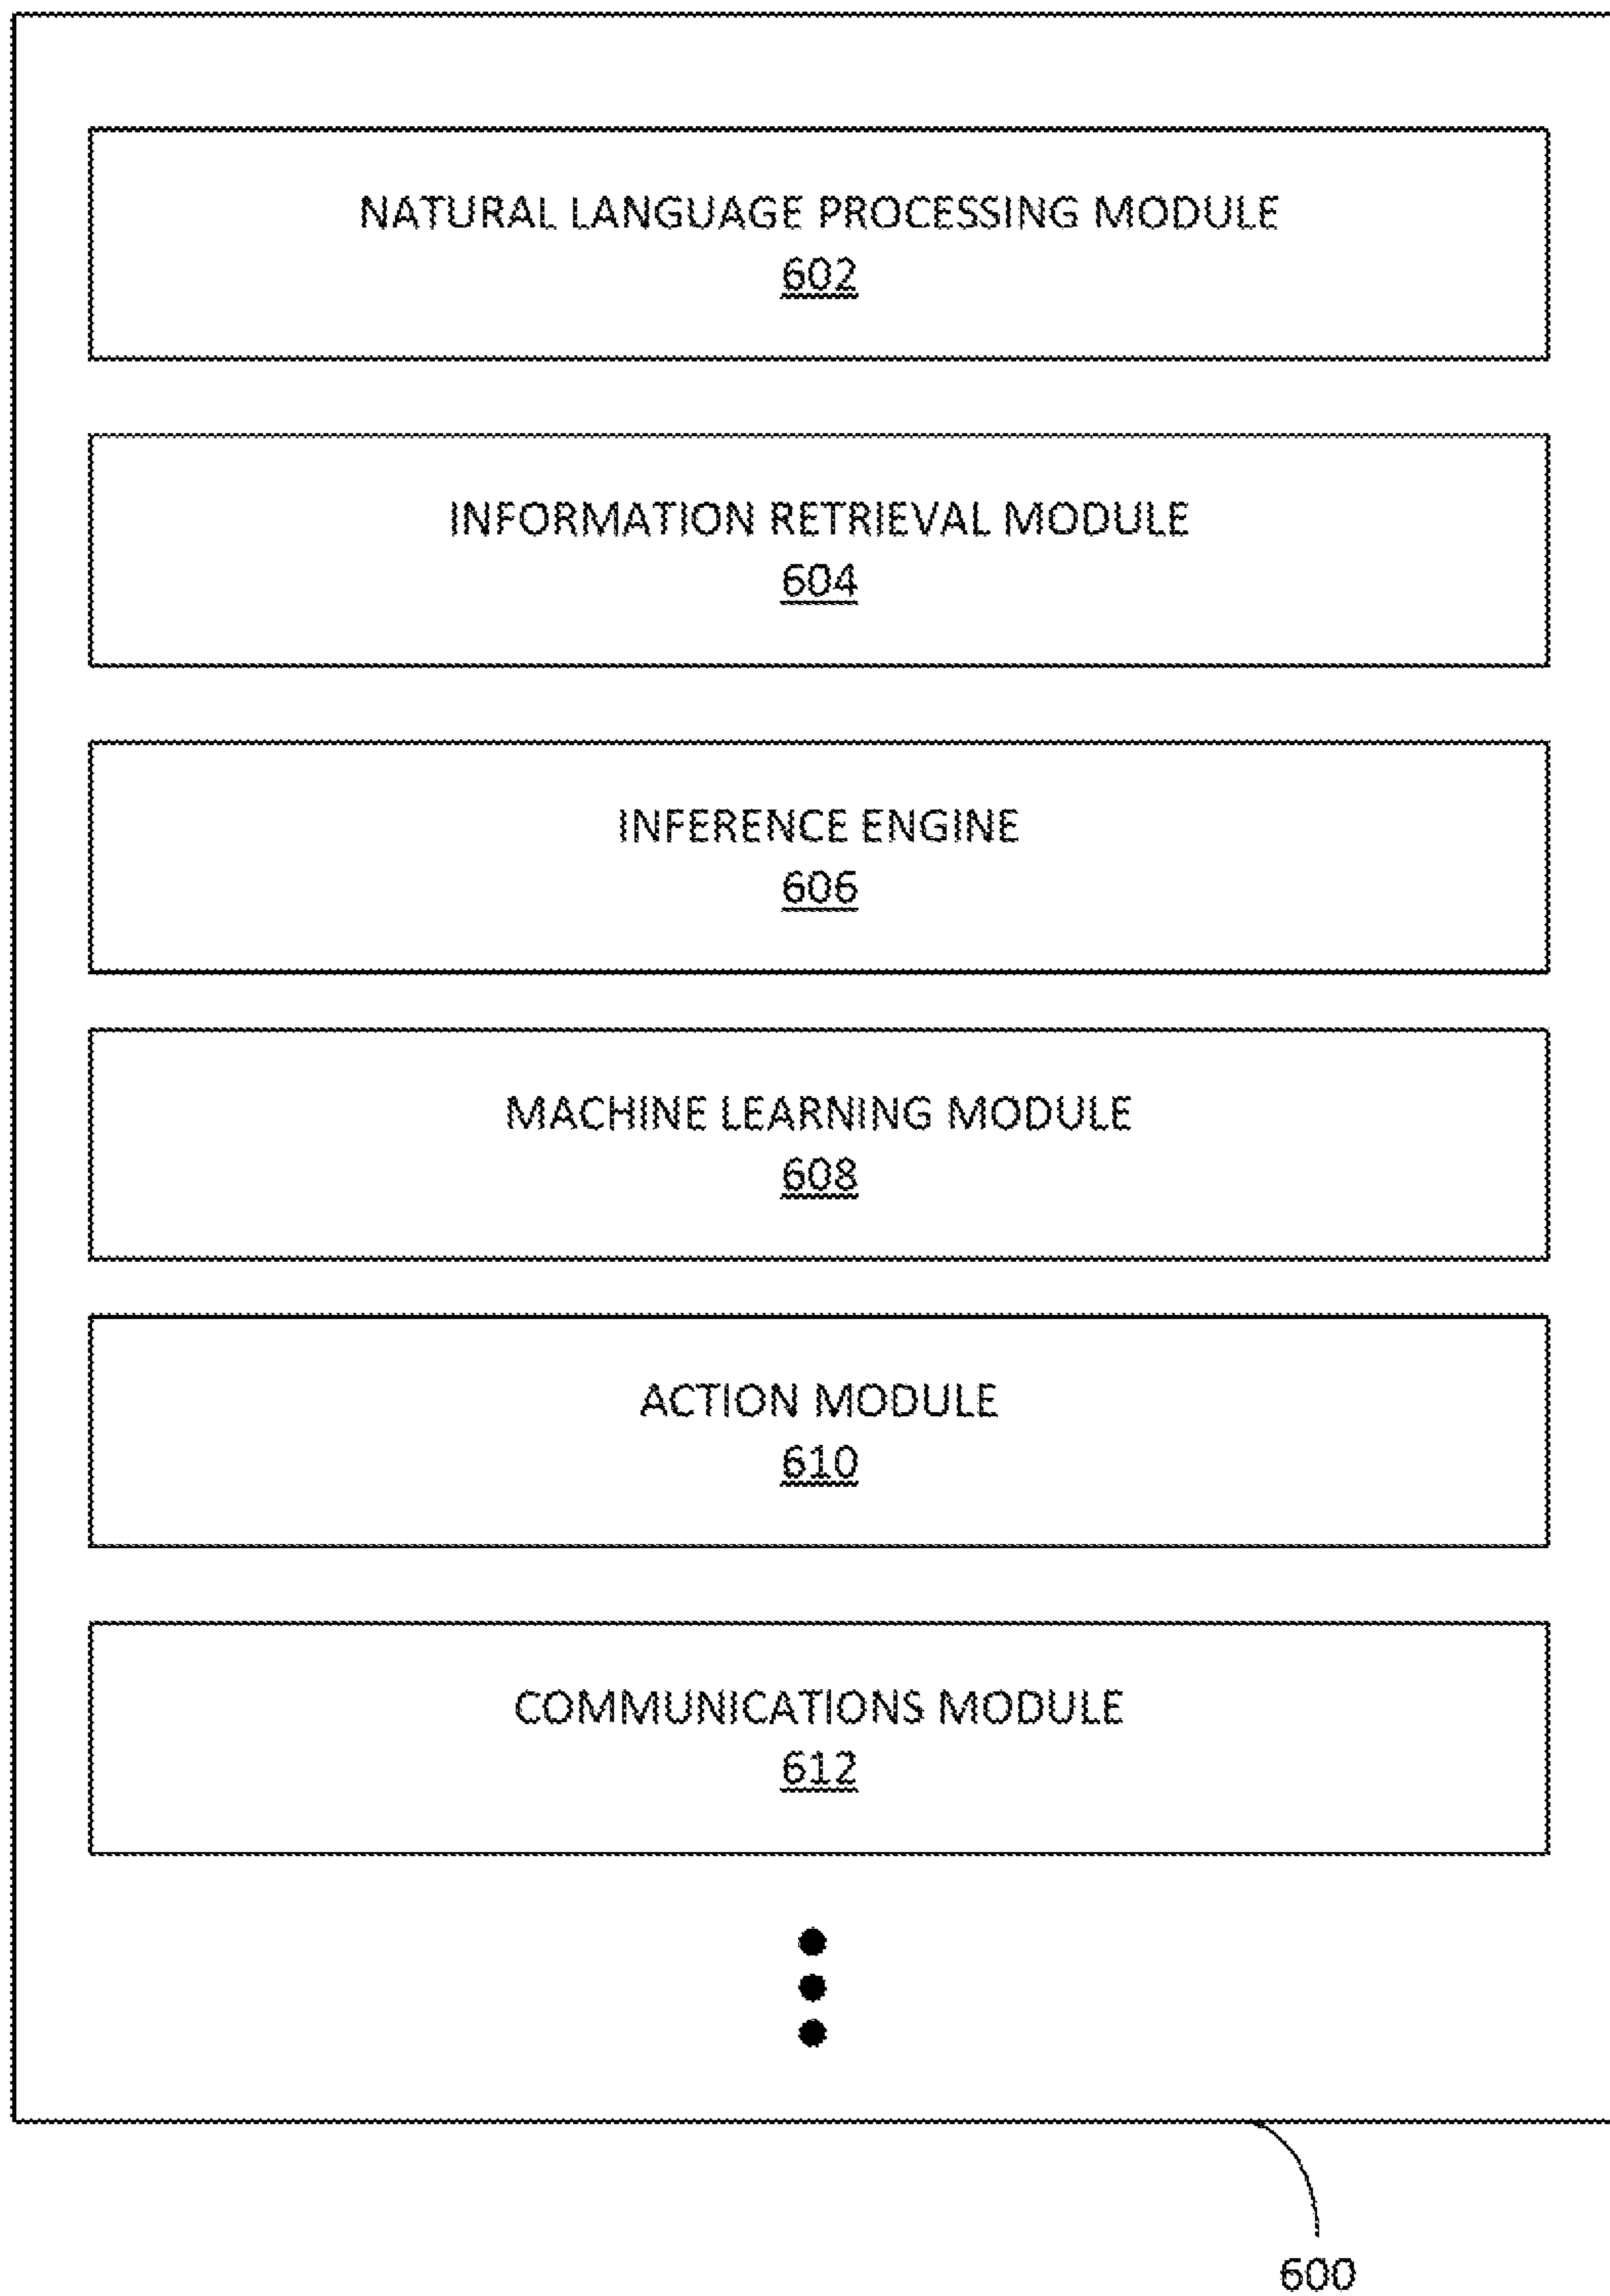 NATURAL LANGUAGE PROCESSING MODULE
602
INFORMATION RETRIEVAL MODULE
604
INFERENCE ENGINE
606
MACHINE LEARNING MODULE
608
ACTION MODULE
610
COMMUNICATIONS MODULE
612
600